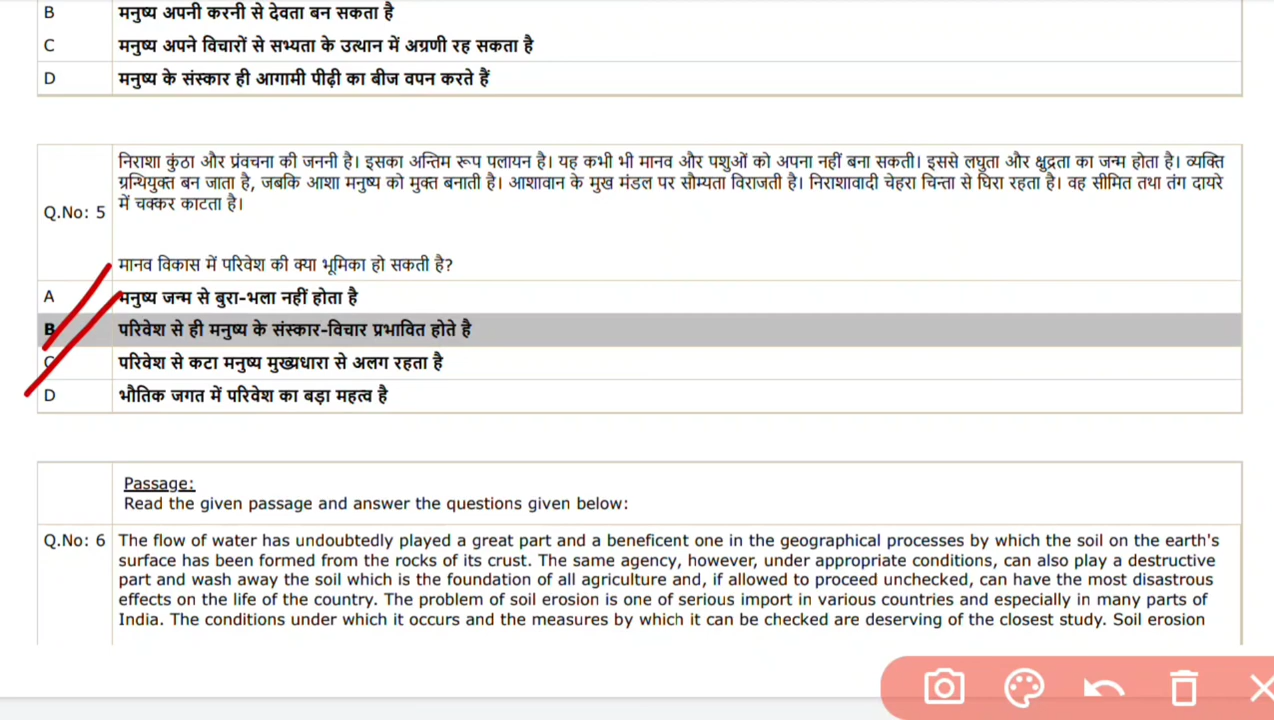 B मनुष्य अपनी करनी से देवता बन सकता है
C मनुष्य अपने विचारों से सभ्यता के उत्थान में अग्रणी रह सकता है
D मनुष्य के संस्कार ही आगामी पीढ़ी का बीज वपन करते हैं
निराशा कुंठा और प्रंवचना की जननी है। इसका अन्तिम रूप पलायन है। यह कभी भी मानव और पशुओं को अपना नहीं बना सकती। इससे लघुता और क्षुद्रता का जन्म होता है। व्यक्ति
ग्रन्थियुक्त बन जाता है, जबकि आशा मनुष्य को मुक्त बनाती है। आशावान के मुख मंडल पर सौम्यता विराजती है। निराशावादी चेहरा चिन्ता से घिरा रहता है। वह सीमित तथा तंग दायरे
Q.No: 5 में चक्कर काटता है।
मानव विकास में परिवेश की क्या भूमिका हो सकती है?
A मनुष्य जन्म से बुरा-भला नहीं होता है
B परिवेश से ही मनुष्य के संस्कार-विचार प्रभावित होते है
C परिवेश से कटा मनुष्य मुख्यधारा से अलग रहता है
D भौतिक जगत में परिवेश का बड़ा महत्व है
Passage:
Read the given passage and answer the questions given below:
Q.No: 6 The flow of water has undoubtedly played a great part and a beneficent one in the geographical processes by which the soil on the earth's
surface has been formed from the rocks of its crust. The same agency, however, under appropriate conditions, can also play a destructive
part and wash away the soil which is the foundation of all agriculture and, if allowed to proceed unchecked, can have the most disastrous
effects on the life of the country. The problem of soil erosion is one of serious import in various countries and especially in many parts of
India. The conditions under which it occurs and the measures by which it can be checked are deserving of the closest study. Soil erosion